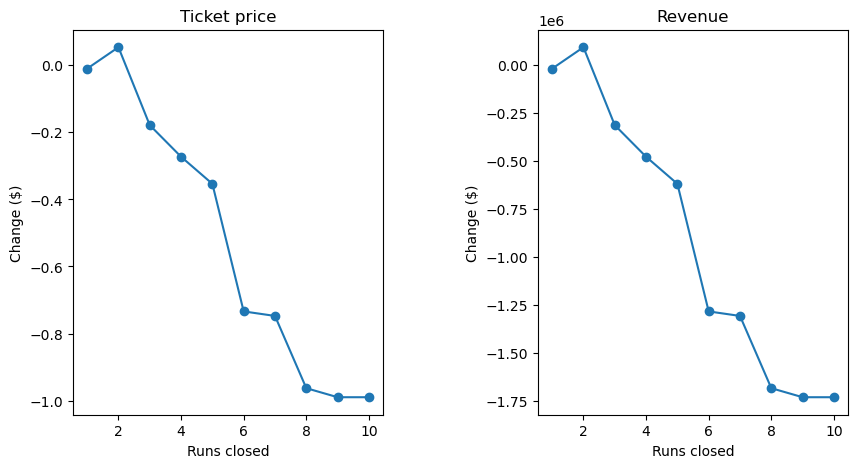 Ticket price
0.0
−0.2
−0.4
−0.6
−0.8
−1.0
Change ($)
2 4 6 8 10
Runs closed
Revenue
1e6
0.00
−0.25
−0.50
−0.75
−1.00
−1.25
−1.50
−1.75
Change ($)
2 4 6 8 10
Runs closed